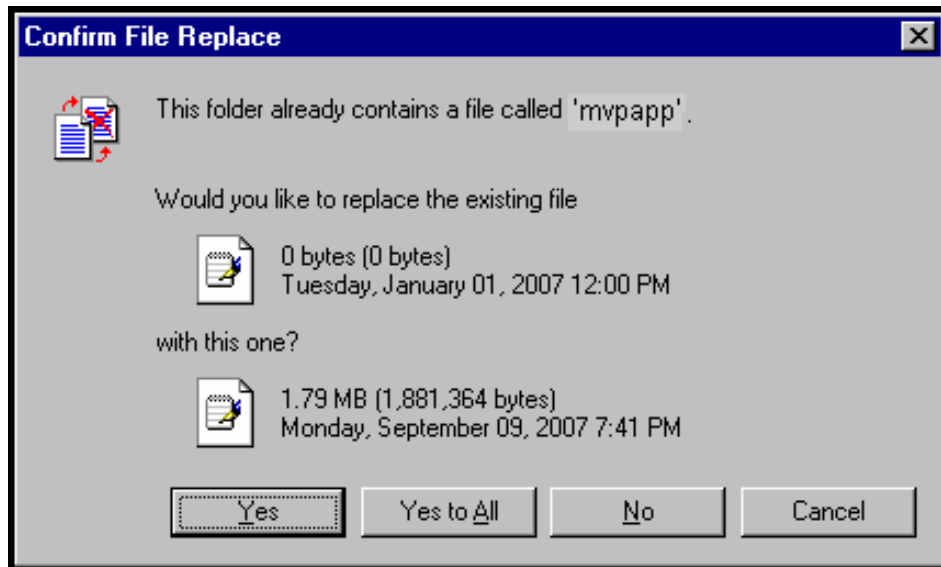 Confirm File Replace
This folder already contains a file called 'mvpapp'.
Would you like to replace the existing file
0 bytes (0 bytes)
Tuesday, January 01, 2007 12:00 PM
with this one?
1.79 MB (1,881,364 bytes)
Monday, September 09, 2007 7:41 PM
Yes Yes to All No Cancel